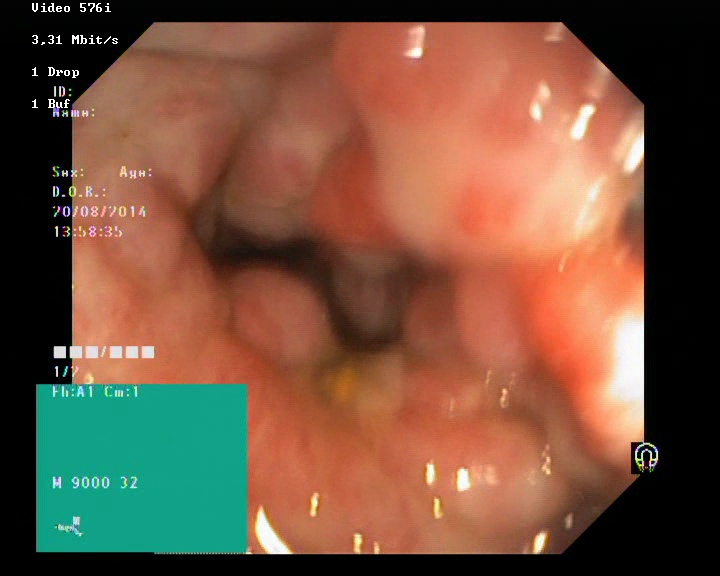 Video 576i
3,31 Mbit/s
1 Drop
ID:
1 Buf
Name:
Sex: Age:
D.O.B.:
20/08/2014
13:58:35
■■■/■■■
1/2
Eh:A1 Cm:1
M 9000 32